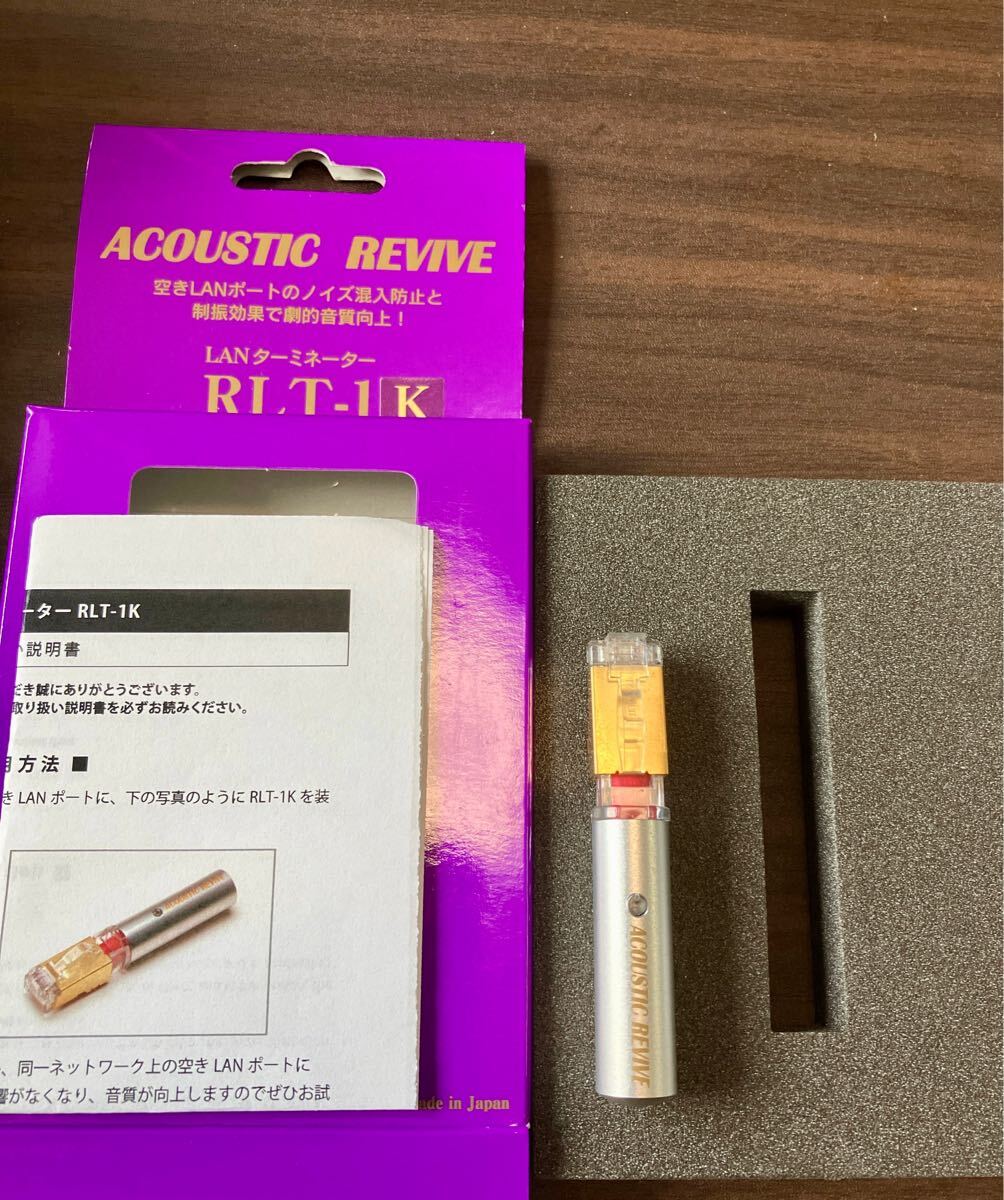 ACOUSTIC REVIVE
空きLANポートのノイズ混入防止と
制振効果で劇的音質向上！
LANターミネーター
RLT-1K
ーター RLT-1K
い説明書
だき誠にありがとうございます。
取り扱い説明書を必ずお読みください。
用方法 ■
き LAN ポートに、下の写真のように RLT-1K を装
ACOUSTIC REVIVE
、同一ネットワーク上の空き LAN ポートに
響がなくなり、音質が向上しますのでぜひお試
ade in Japan
ACOUSTIC REVIVE